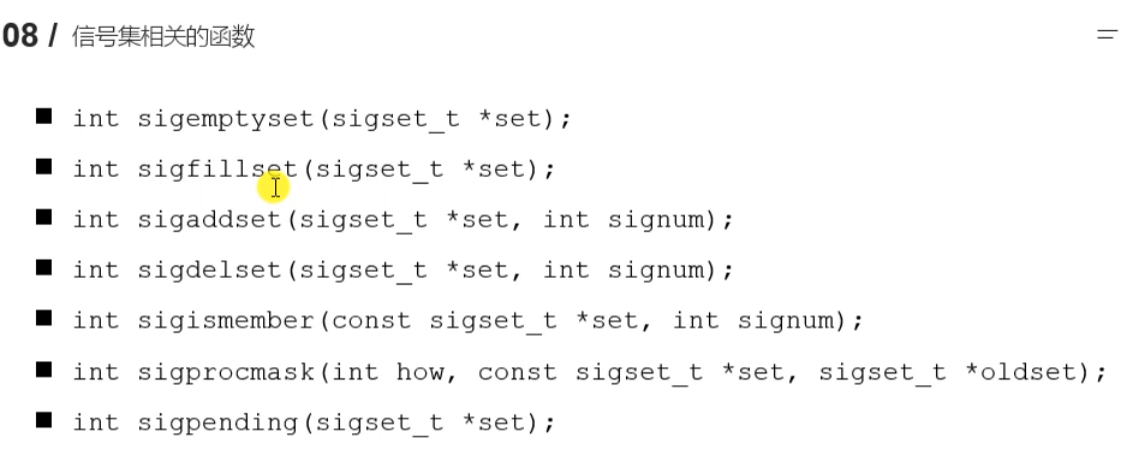 08 / 信号集相关的函数
■ int sigemptyset(sigset_t *set);
■ int sigfillset(sigset_t *set);
■ int sigaddset(sigset_t *set, int signum);
■ int sigdelset(sigset_t *set, int signum);
■ int sigismember(const sigset_t *set, int signum);
■ int sigprocmask(int how, const sigset_t *set, sigset_t *oldset);
■ int sigpending(sigset_t *set);